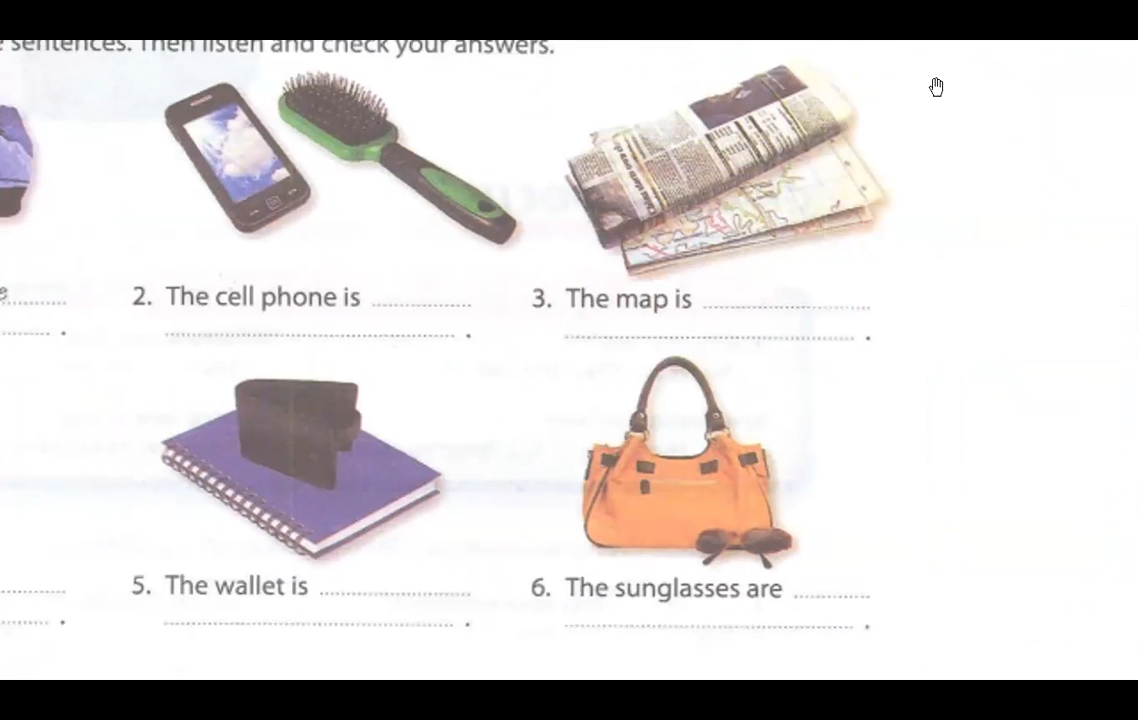 sentences. Then listen and check your answers.
2. The cell phone is ............
3. The map is ............
.
.
5. The wallet is ............
6. The sunglasses are ............
.
.